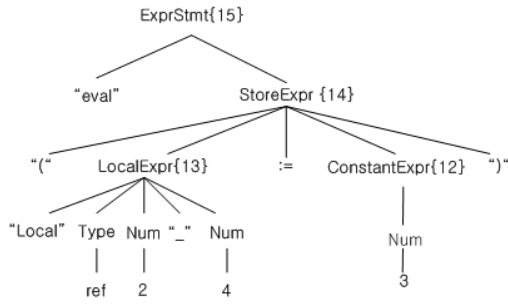 ExprStmt{15}
“eval” StoreExpr {14}
“(“ LocalExpr{13} := ConstantExpr{12} “)“
“Local” Type Num “_” Num Num
ref 2 4 3